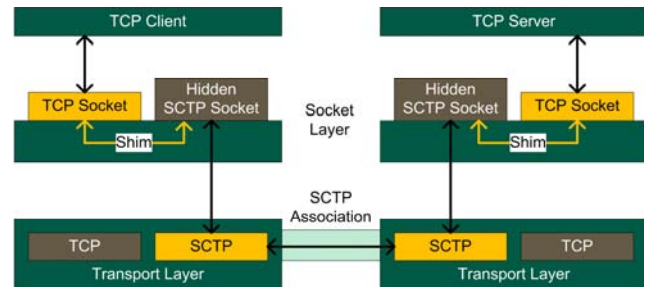 TCP Client
TCP Server
TCP Socket
Hidden
SCTP Socket
Hidden
SCTP Socket
TCP Socket
Socket
Layer
Shim
Shim
SCTP
Association
TCP
SCTP
SCTP
TCP
Transport Layer
Transport Layer